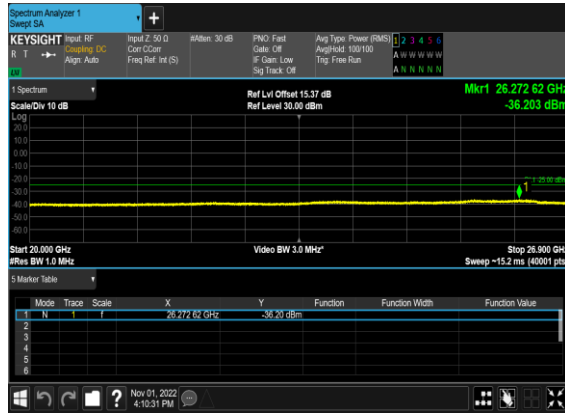 Spectrum Analyzer 1
Swept SA
+
KEYSIGHT Input: RF Input Z: 50 Ω #Atten: 30 dB PNO: Fast Avg Type: Power (RMS) 1 2 3 4 5 6
R T Coupling: DC Corr CCorr Gate: Off Avg|Hold: 100/100 A W W W W W
Align: Auto Freq Ref: Int (S) IF Gain: Low Trig: Free Run
Sig Track: Off A N N N N N
1 Spectrum Ref Lvl Offset 15.37 dB Mkr1 26.272 62 GHz
Scale/Div 10 dB Ref Level 30.00 dBm -36.203 dBm
Log
20.0
10.0
0.00
-10.0
-20.0
-25.00 dBm
1
-30.0
-40.0
-50.0
-60.0
Start 20.000 GHz Video BW 3.0 MHz* Stop 26.900 GHz
#Res BW 1.0 MHz Sweep ~15.2 ms (40001 pts)
5 Marker Table
Mode Trace Scale X Y Function Function Width Function Value
1 N 1 f 26.272 62 GHz -36.20 dBm
2
3
4
5
6
? Nov 01, 2022
4:10:31 PM